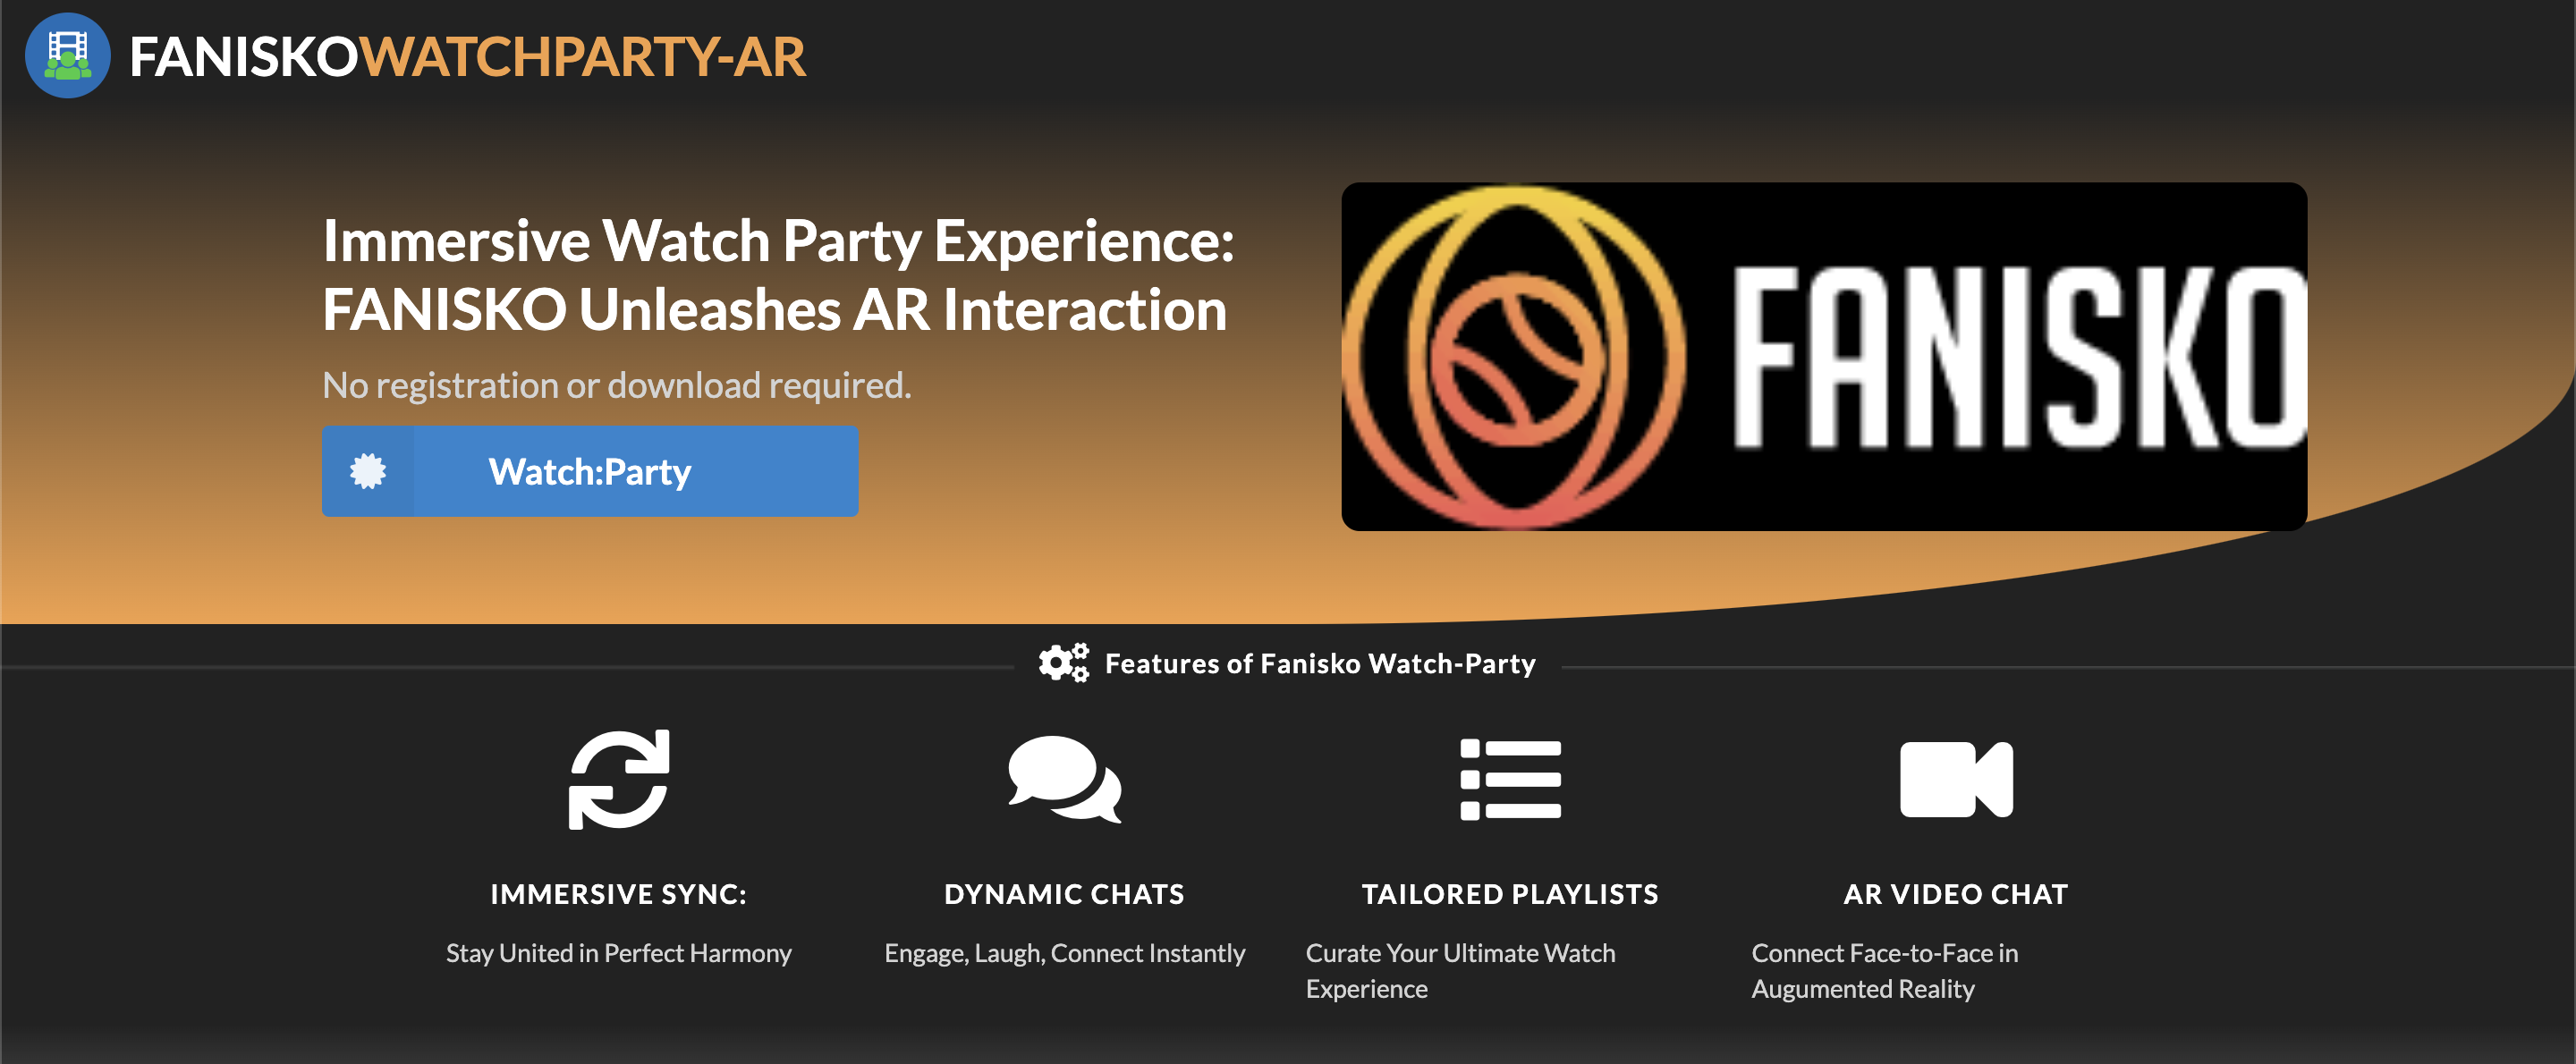 FANISKOWATCHPARTY-AR
Immersive Watch Party Experience:
FANISKO Unleashes AR Interaction
No registration or download required.
Watch:Party
FANISKO
Features of Fanisko Watch-Party
IMMERSIVE SYNC:
Stay United in Perfect Harmony
DYNAMIC CHATS
Engage, Laugh, Connect Instantly
TAILORED PLAYLISTS
Curate Your Ultimate Watch
Experience
AR VIDEO CHAT
Connect Face-to-Face in
Augumented Reality